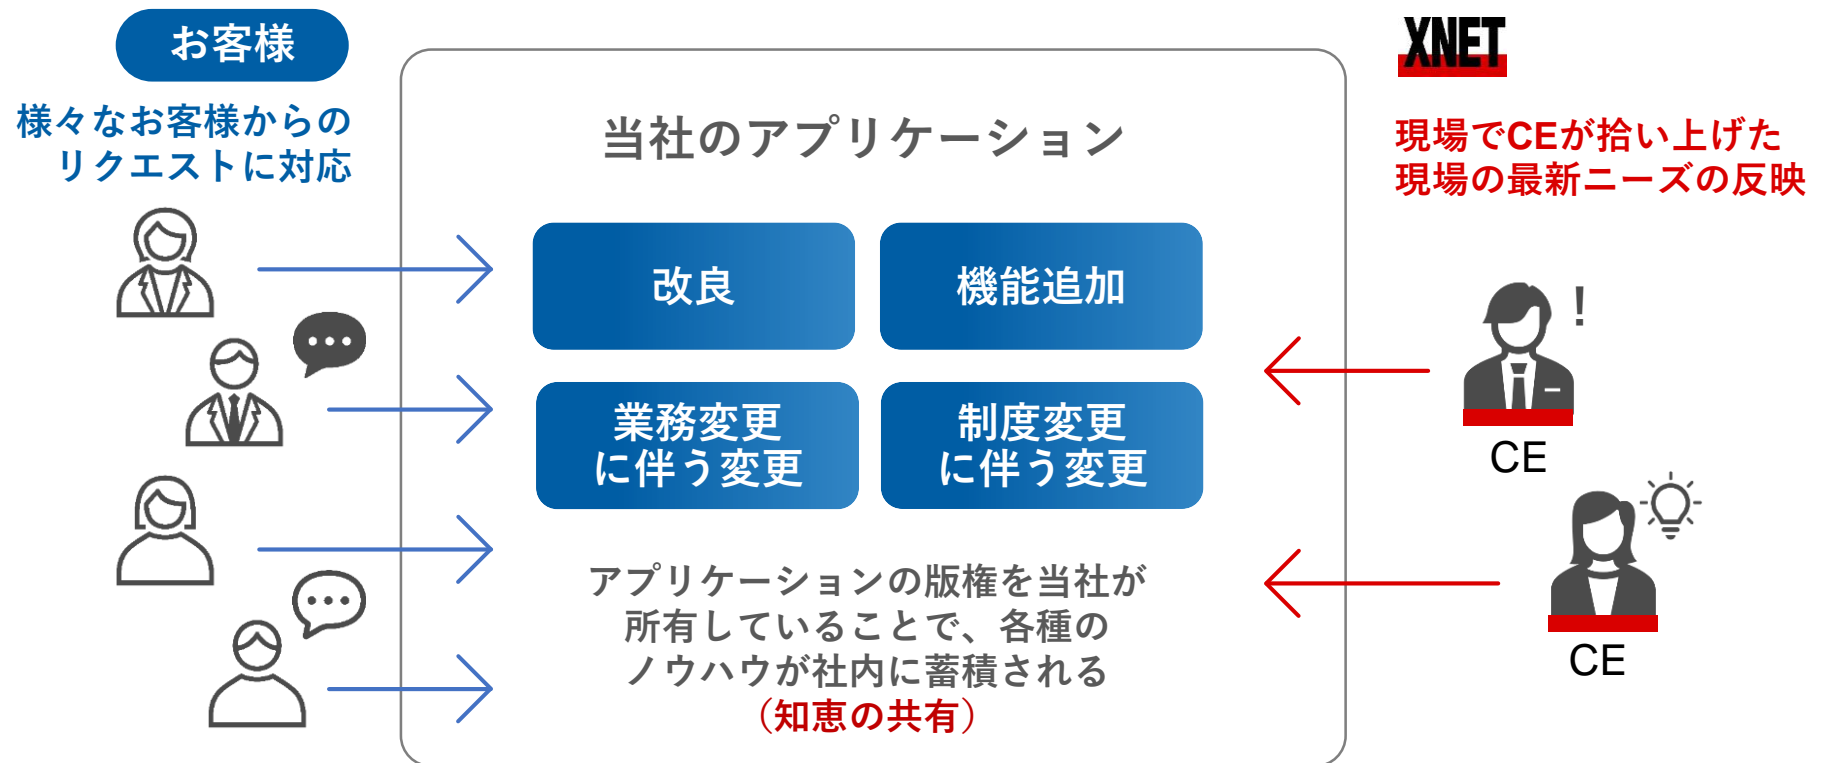 お客様
様々なお客様からの
リクエストに対応
当社のアプリケーション
改良
機能追加
業務変更
に伴う変更
制度変更
に伴う変更
アプリケーションの版権を当社が
所有していることで、各種の
ノウハウが社内に蓄積される
（知恵の共有）
XNET
現場でCEが拾い上げた
現場の最新ニーズの反映
!
CE
CE